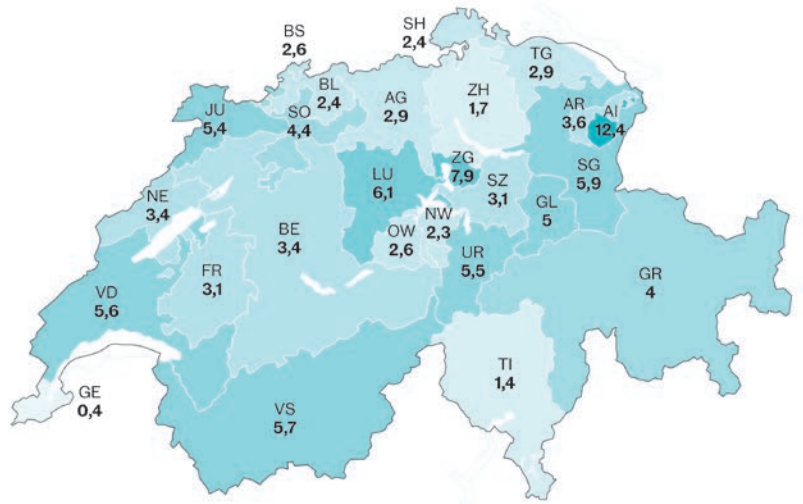 BS
2,6
SH
2,4
TG
2,9
BL
2,4
ZH
1,7
AG
2,9
JU
5,4
SO
4,4
AR
3,6
AI
12,4
ZG
7,9
LU
6,1
SZ
3,1
SG
5,9
NE
3,4
GL
5
NW
2,3
BE
3,4
OW
2,6
UR
5,5
FR
3,1
GR
4
VD
5,6
TI
1,4
GE
0,4
VS
5,7